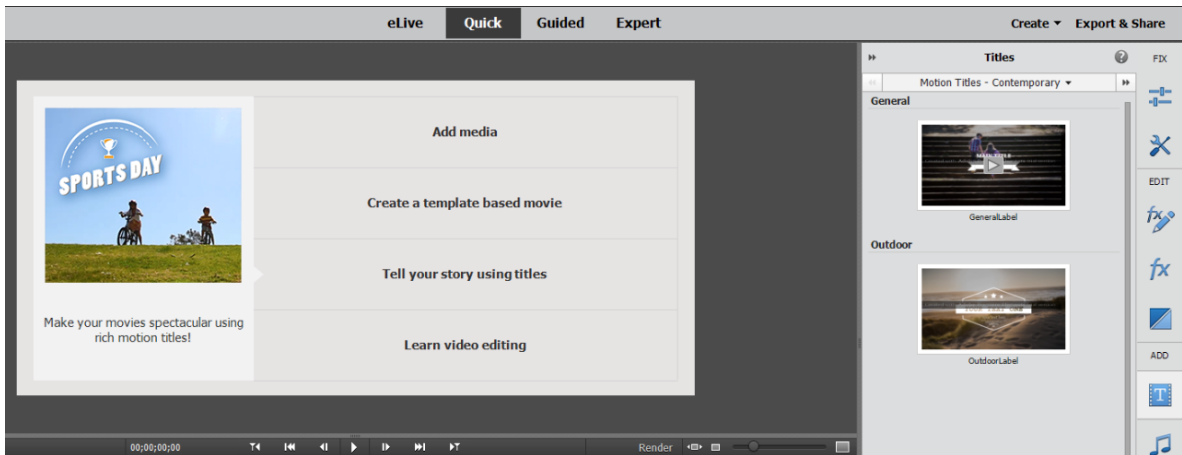 eLive Quick Guided Expert Create Export & Share
Titles FIX
Motion Titles - Contemporary
General
SPORTS DAY
Add media
MAIN TITLE
EDIT
Create a template based movie
GeneralLabel
Outdoor
Tell your story using titles
Make your movies spectacular using
rich motion titles!
Learn video editing
OutdoorLabel
ADD
T
00;00;00;00 Render